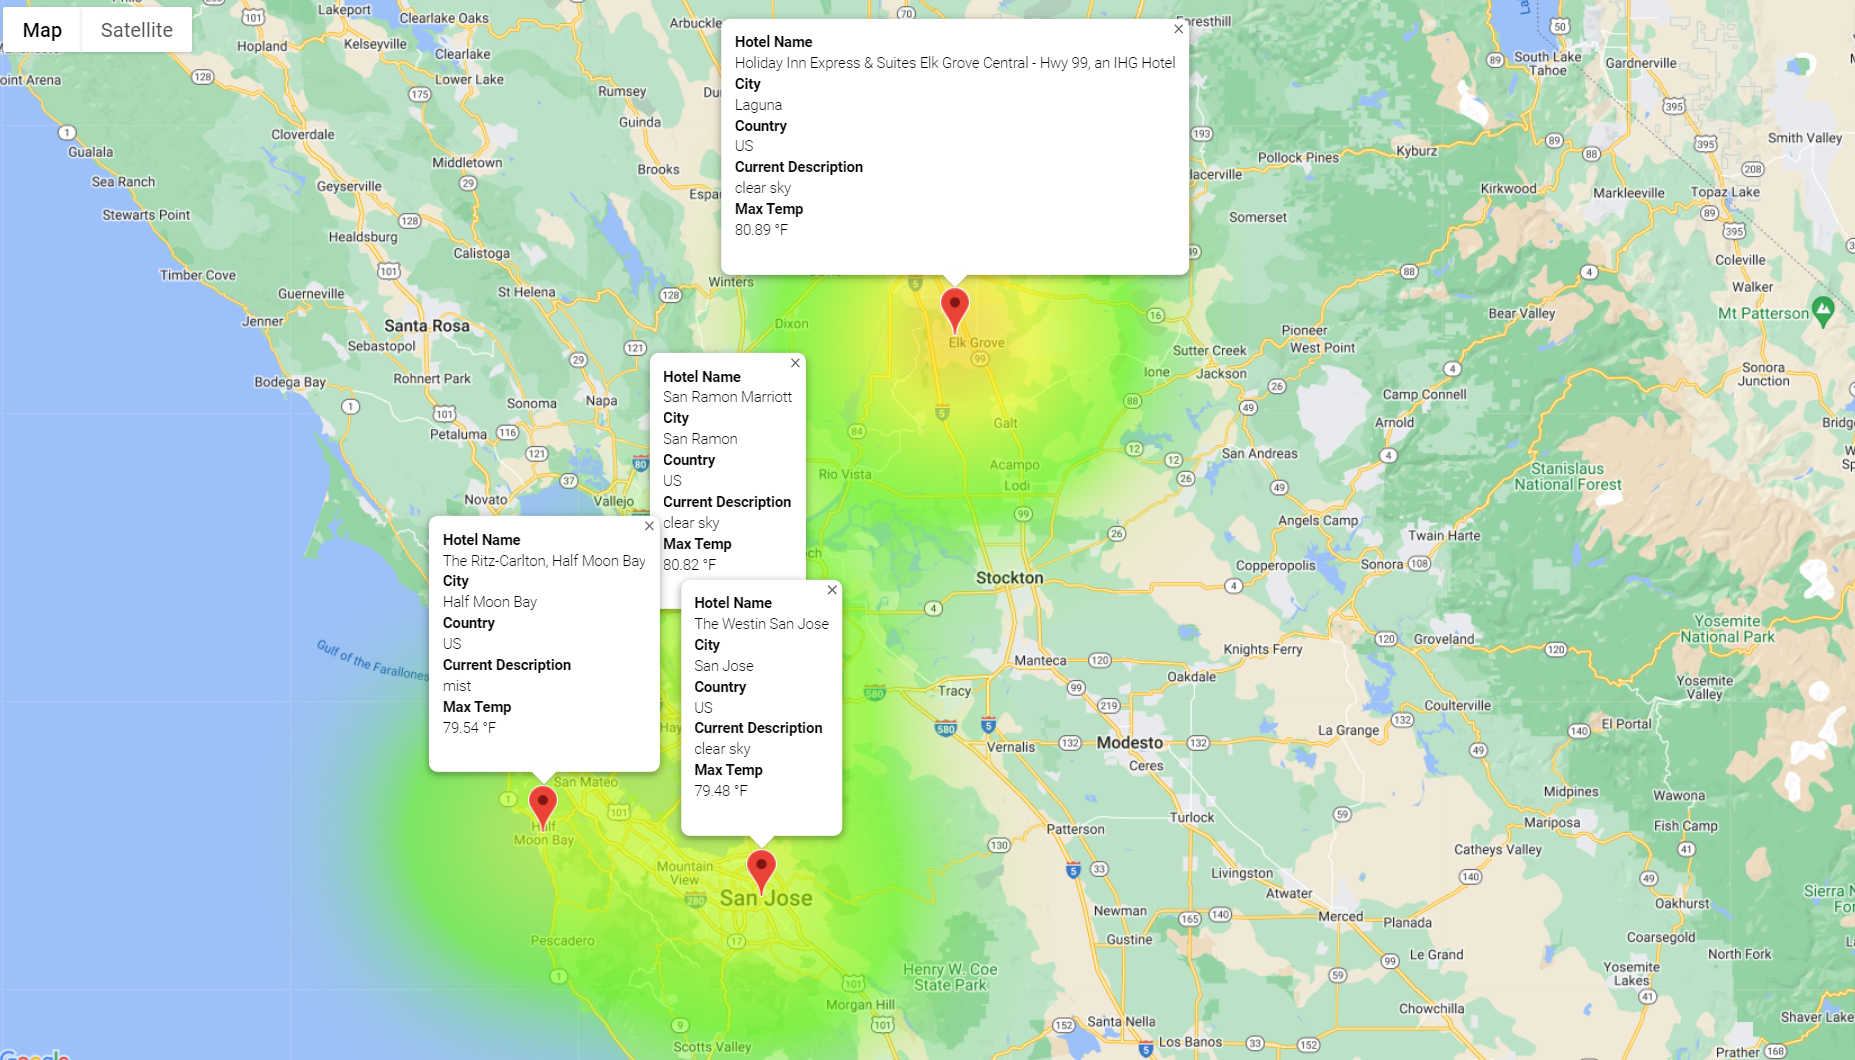 Map
Satellite
Hotel Name
Holiday Inn Express & Suites Elk Grove Central - Hwy 99, an IHG Hotel
City
Laguna
Country
US
Current Description
clear sky
Max Temp
80.89 °F
Hotel Name
San Ramon Marriott
City
San Ramon
Country
US
Current Description
clear sky
Max Temp
80.82 °F
Hotel Name
The Ritz-Carlton, Half Moon Bay
City
Half Moon Bay
Country
US
Current Description
mist
Max Temp
79.54 °F
Hotel Name
The Westin San Jose
City
San Jose
Country
US
Current Description
clear sky
Max Temp
79.48 °F
Lakeport
Clearlake Oaks
Hopland
Kelseyville
Clearlake
Lower Lake
Rumsey
Guinda
Cloverdale
Gualala
Middletown
Brooks
Sea Ranch
Geyserville
Stewarts Point
Healdsburg
Calistoga
Timber Cove
Guerneville
St Helena
Winters
Jenner
Santa Rosa
Sebastopol
Dixon
Bodega Bay
Rohnert Park
Sonoma
Napa
Petaluma
Novato
Vallejo
Rio Vista
Elk Grove
Galt
Acampo
Lodi
Stockton
Gulf of the Farallones
San Mateo
Half
Moon Bay
Mountain
View
San Jose
Pescadero
Morgan Hill
Scotts Valley
Henry W. Coe
State Park
Manteca
Tracy
Vernalis
Modesto
Ceres
Oakdale
Knights Ferry
Patterson
Turlock
Newman
Gustine
Livingston
Atwater
Merced
Planada
Le Grand
Chowchilla
Santa Nella
Los Banos
South Lake
Tahoe
Gardnerville
Smith Valley
Pollock Pines
Kyburz
Kirkwood
Markleeville
Topaz Lake
Somerset
Coleville
Walker
Bear Valley
Mt Patterson
Pioneer
West Point
Sutter Creek
Ione
Jackson
Sonora
Junction
Camp Connell
Arnold
San Andreas
Stanislaus
National Forest
Angels Camp
Twain Harte
Copperopolis
Sonora
Groveland
Yosemite
National Park
Yosemite
Valley
Coulterville
El Portal
La Grange
Midpines
Wawona
Mariposa
Fish Camp
Catheys Valley
Oakhurst
Coarsegold
North Fork
Yosemite
Lakes
Shaver Lake
Prather